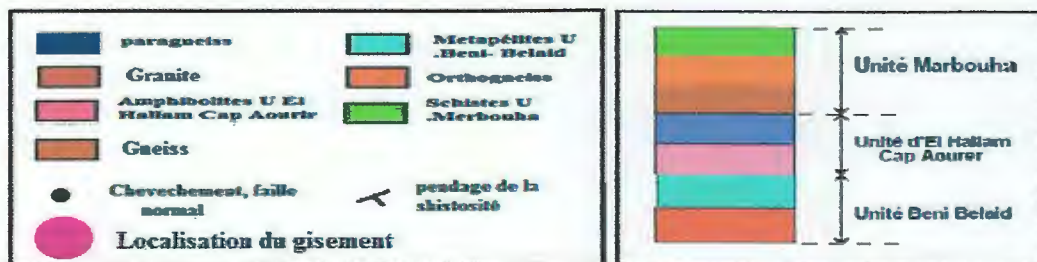 paragneiss
Granite
Amphibolites U El
Hallam Cap Aourir
Gneiss
Metapélites U
.Beni- Belaid
Orthogneiss
Schistes U
.Merbouha
Chevechement, faille
normal
pendage de la
shistosité
Localisation du gisement
Unité Marbouha
Unité d'El Hallam
Cap Aourer
Unité Beni Belaid